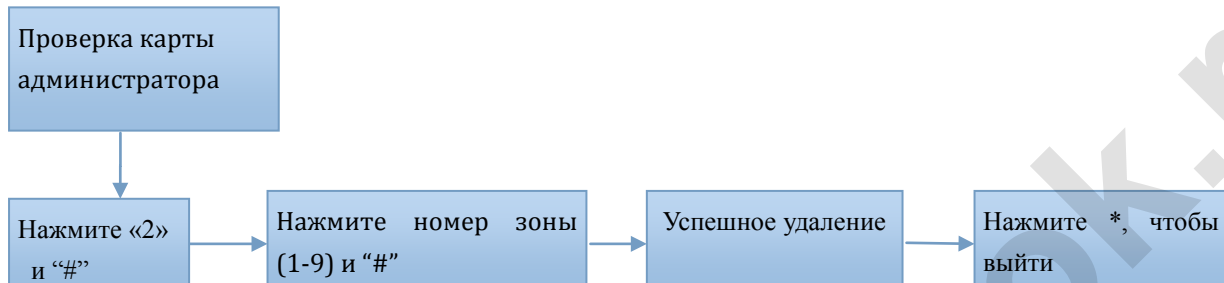 Проверка карты
администратора
Нажмите «2»
и “#”
Нажмите номер зоны
(1-9) и “#”
Успешное удаление
Нажмите *, чтобы
выйти